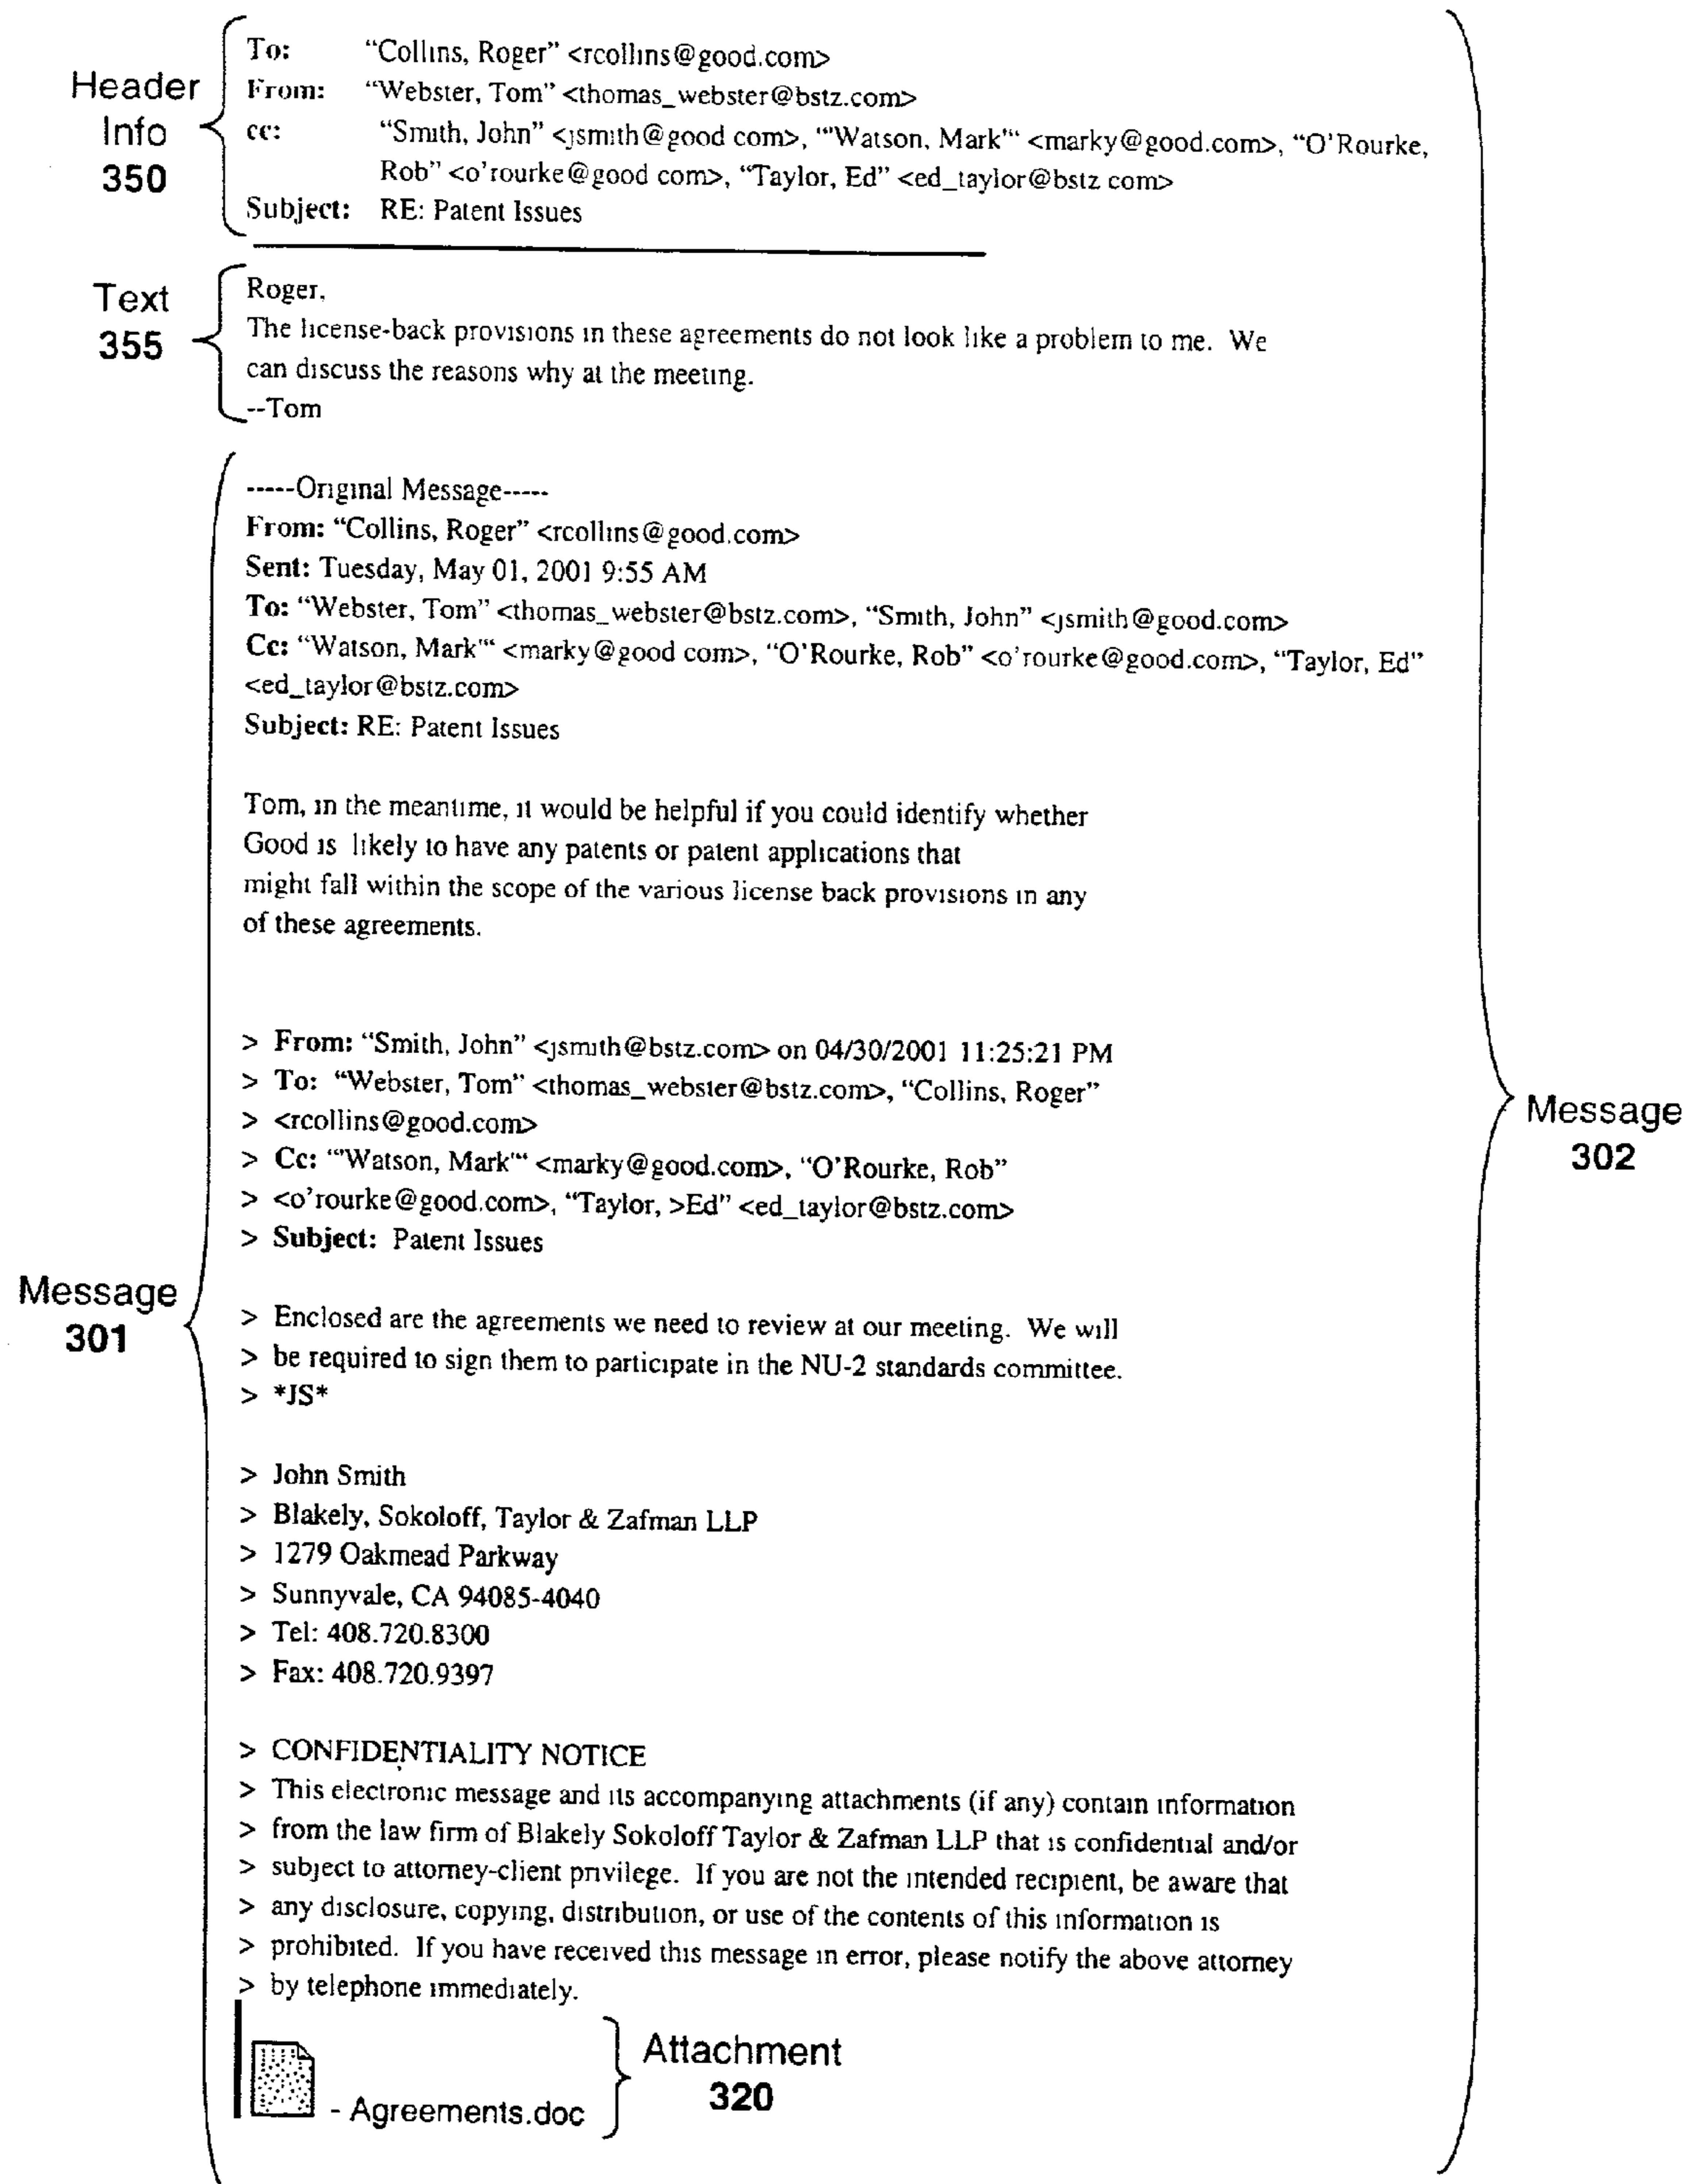 Header
Info
350
To: "Collins, Roger" <rcollins@good.com>
From: "Webster, Tom" <thomas_webster@bstz.com>
cc: "Smith, John" <jsmith@good com>, "'Watson, Mark'" <marky@good.com>, "O'Rourke,
Rob" <o'rourke@good com>, "Taylor, Ed" <ed_taylor@bstz com>
Subject: RE: Patent Issues
Text
355
Roger,
The license-back provisions in these agreements do not look like a problem to me. We
can discuss the reasons why at the meeting.
--Tom
Message
302
Message
301
-----Original Message-----
From: "Collins, Roger" <rcollins@good.com>
Sent: Tuesday, May 01, 2001 9:55 AM
To: "Webster, Tom" <thomas_webster@bstz.com>, "Smith, John" <jsmith@good.com>
Cc: "Watson, Mark'" <marky@good com>, "O'Rourke, Rob" <o'rourke@good.com>, "Taylor, Ed"
<ed_taylor@bstz.com>
Subject: RE: Patent Issues
Tom, in the meantime, it would be helpful if you could identify whether
Good is likely to have any patents or patent applications that
might fall within the scope of the various license back provisions in any
of these agreements.
> From: "Smith, John" <jsmith@bstz.com> on 04/30/2001 11:25:21 PM
> To: "Webster, Tom" <thomas_webster@bstz.com>, "Collins, Roger"
> <rcollins@good.com>
> Cc: "'Watson, Mark'" <marky@good.com>, "O'Rourke, Rob"
> <o'rourke@good.com>, "Taylor, >Ed" <ed_taylor@bstz.com>
> Subject: Patent Issues
> Enclosed are the agreements we need to review at our meeting. We will
> be required to sign them to participate in the NU-2 standards committee.
> *JS*
> John Smith
> Blakely, Sokoloff, Taylor & Zafman LLP
> 1279 Oakmead Parkway
> Sunnyvale, CA 94085-4040
> Tel: 408.720.8300
> Fax: 408.720.9397
> CONFIDENTIALITY NOTICE
> This electronic message and its accompanying attachments (if any) contain information
> from the law firm of Blakely Sokoloff Taylor & Zafman LLP that is confidential and/or
> subject to attorney-client privilege. If you are not the intended recipient, be aware that
> any disclosure, copying, distribution, or use of the contents of this information is
> prohibited. If you have received this message in error, please notify the above attorney
> by telephone immediately.
- Agreements.doc
Attachment
320